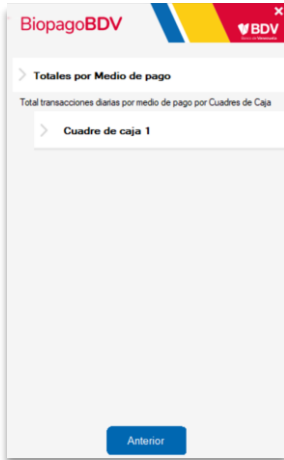 BiopagoBDV
BDV
Totales por Medio de pago
Total transacciones diarias por medio de pago por Cuadres de Caja
Cuadre de caja 1
Anterior